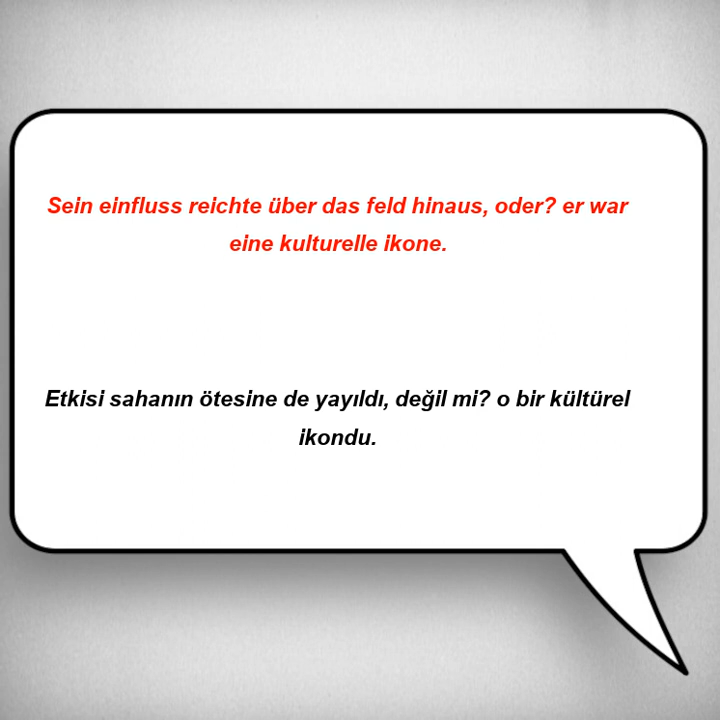 Sein einfluss reichte über das feld hinaus, oder? er war
eine kulturelle ikone.
Etkisi sahanın ötesine de yayıldı, değil mi? o bir kültürel
ikondu.